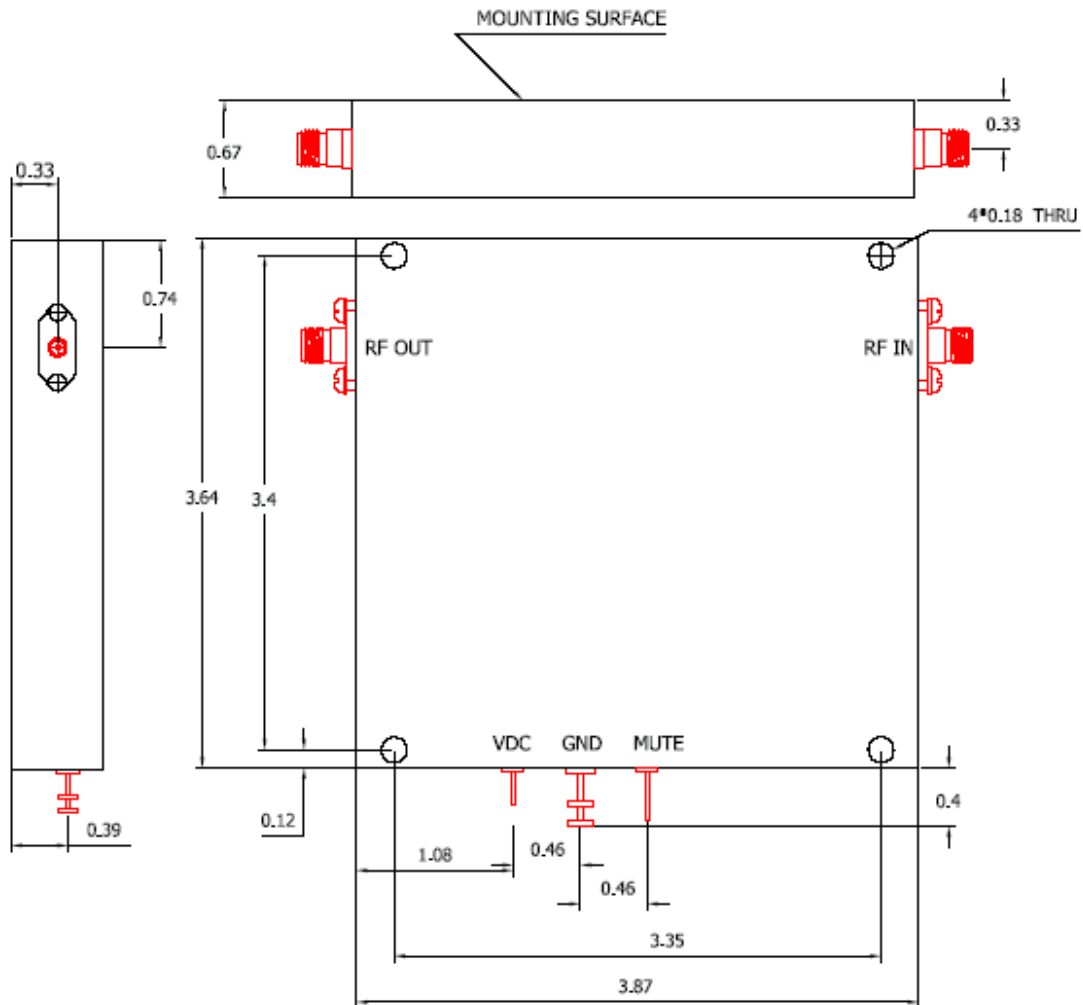 MOUNTING SURFACE
0.67
0.33
0.33
4*0.18 THRU
0.74
RF OUT
RF IN
3.64
3.4
VDC GND MUTE
0.12
0.4
0.39
1.08
0.46
0.46
3.35
3.87